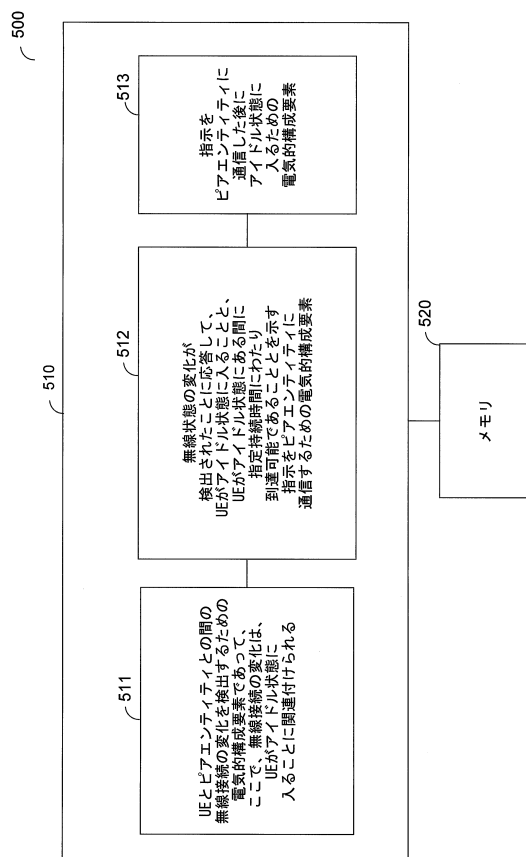 500
510
511
UEとピアエンティティとの間の
無線接続の変化を検出するための
電気的構成要素であって、
ここで、無線接続の変化は、
UEがアイドル状態に
入ることに関連付けられる
512
無線状態の変化が
検出されたことに応答して、
UEがアイドル状態に入ることと、
UEがアイドル状態にある間に
指定持続時間にわたり
到達可能であることとを示す
指示をピアエンティティに
通信するための電気的構成要素
513
指示を
ピアエンティティに
通信した後に
アイドル状態に
入るための
電気的構成要素
520
メモリ